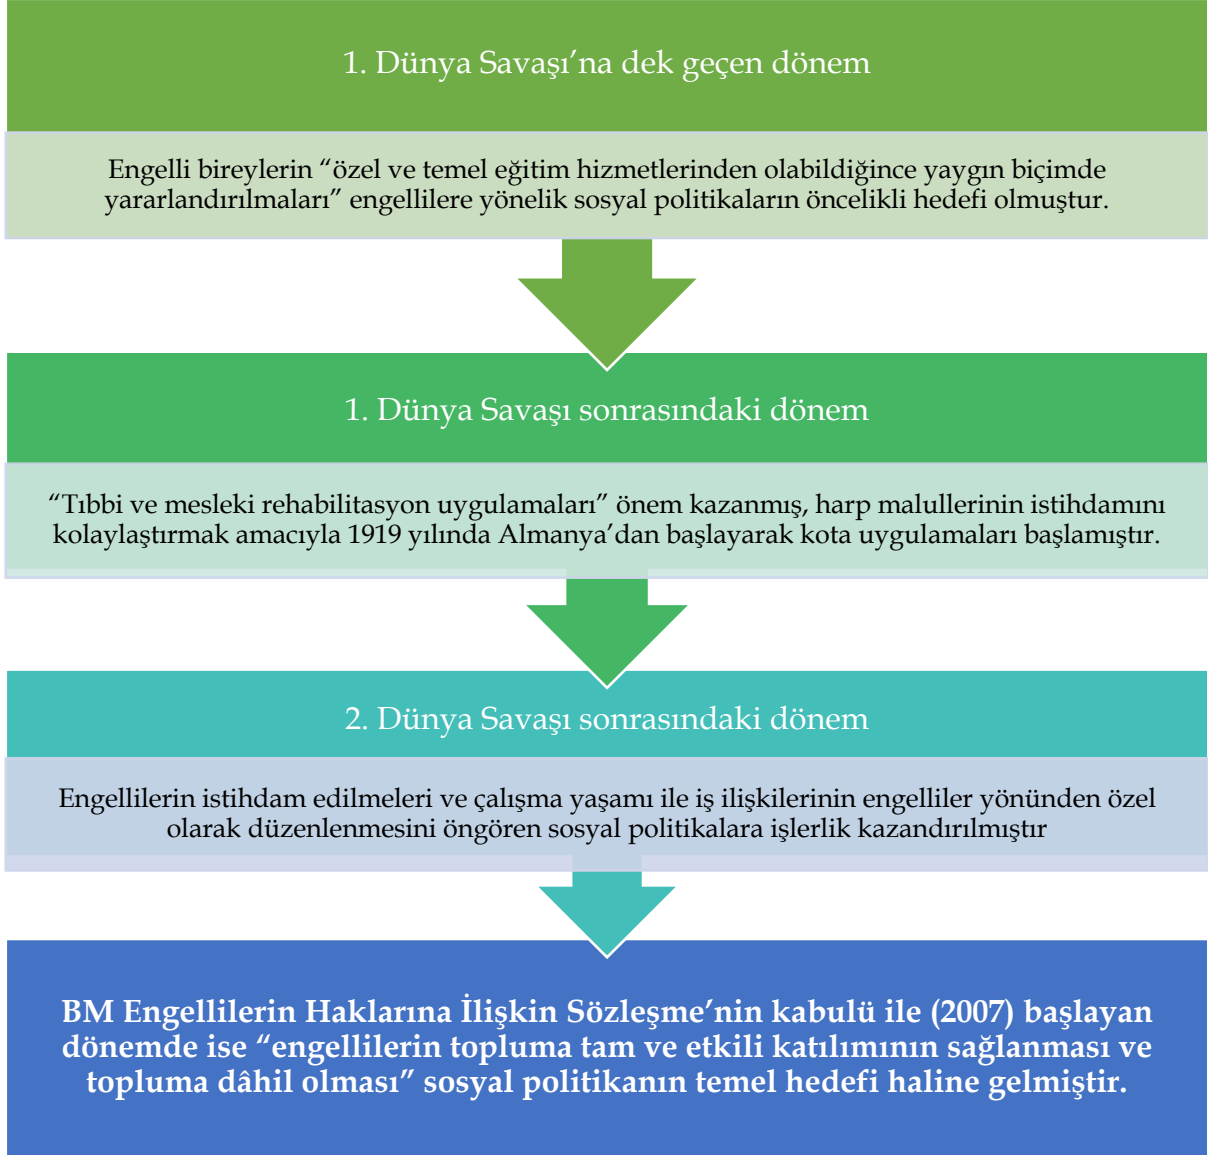 1. Dünya Savaşı’na dek geçen dönem
Engelli bireylerin “özel ve temel eğitim hizmetlerinden olabildiğince yaygın biçimde
yararlandırılmaları” engellilere yönelik sosyal politikaların öncelikli hedefi olmuştur.
1. Dünya Savaşı sonrasındaki dönem
“Tıbbi ve mesleki rehabilitasyon uygulamaları” önem kazanmış, harp malullerinin istihdamını
kolaylaştırmak amacıyla 1919 yılında Almanya’dan başlayarak kota uygulamaları başlamıştır.
2. Dünya Savaşı sonrasındaki dönem
Engellilerin istihdam edilmeleri ve çalışma yaşamı ile iş ilişkilerinin engelliler yönünden özel
olarak düzenlenmesini öngören sosyal politikalara işlerlik kazandırılmıştır
BM Engellilerin Haklarına İlişkin Sözleşme’nin kabulü ile (2007) başlayan
dönemde ise “engellilerin topluma tam ve etkili katılımının sağlanması ve
topluma dâhil olması” sosyal politikanın temel hedefi haline gelmiştir.